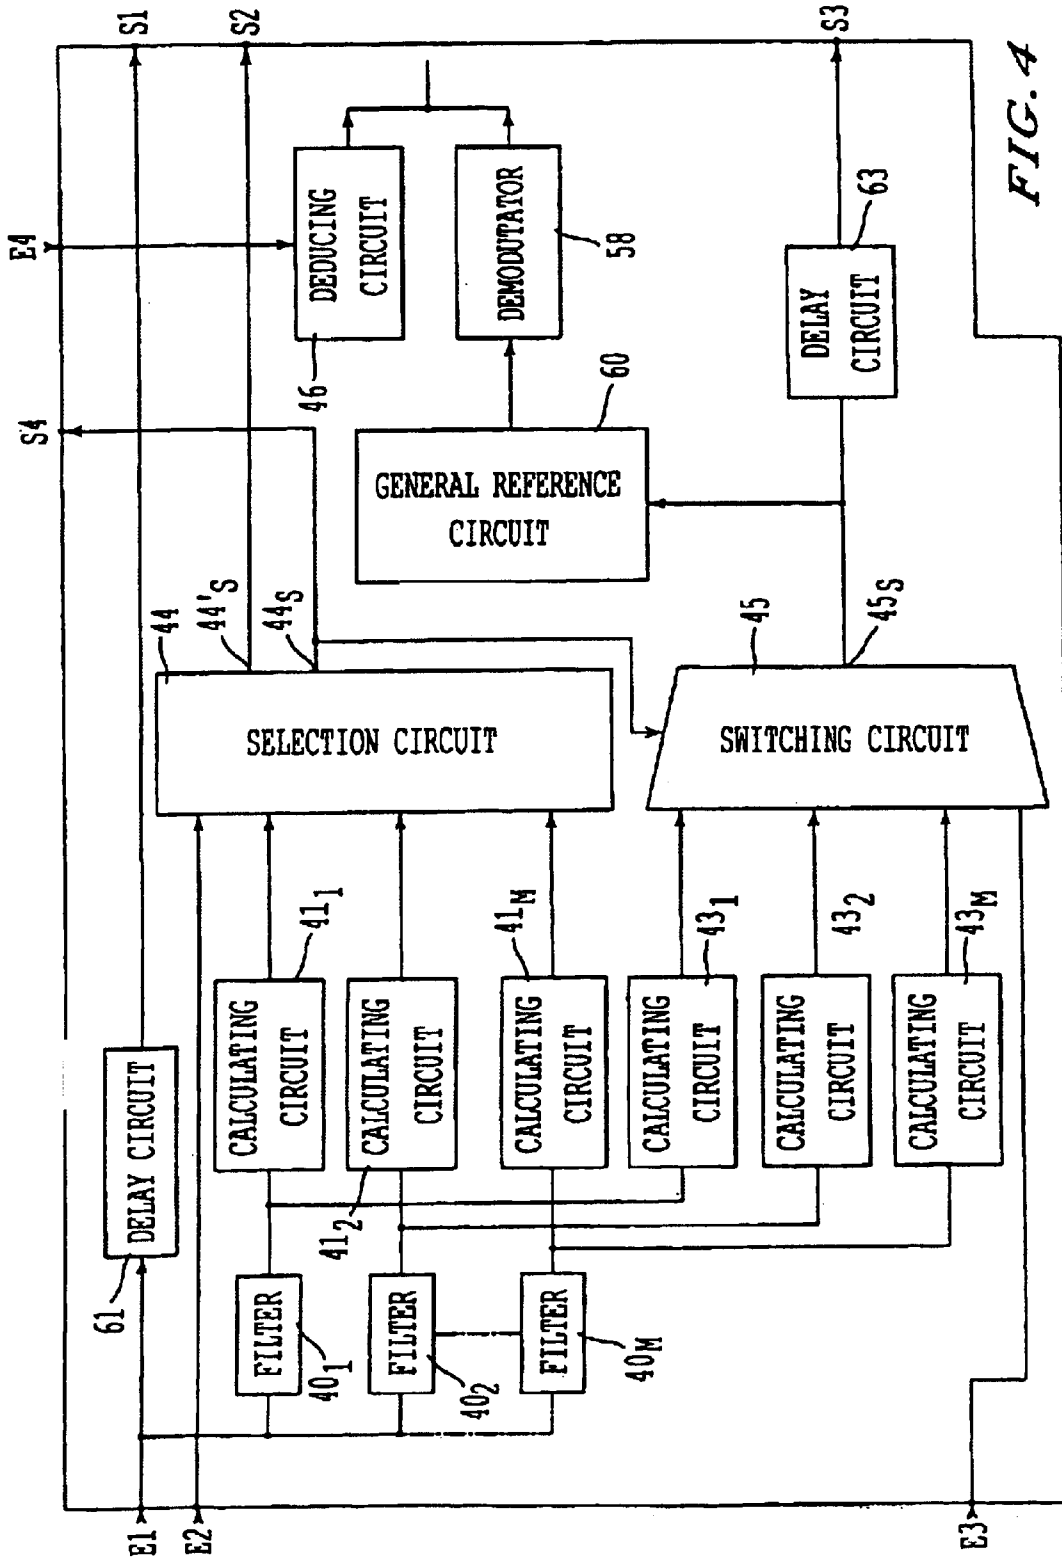 E1
E2
E3
61
DELAY CIRCUIT
FILTER
40₁
FILTER
40₂
FILTER
40M
CALCULATING
CIRCUIT
41₁
CALCULATING
CIRCUIT
41₂
CALCULATING
CIRCUIT
41M
CALCULATING
CIRCUIT
43₁
CALCULATING
CIRCUIT
43₂
CALCULATING
CIRCUIT
43M
SELECTION CIRCUIT
44
44'S
44S
SWITCHING CIRCUIT
45
45S
S4
E4
GENERAL REFERENCE
CIRCUIT
60
DEDUCING
CIRCUIT
46
DEMODUTATOR
58
DELAY
CIRCUIT
63
S1
S2
S3
FIG. 4